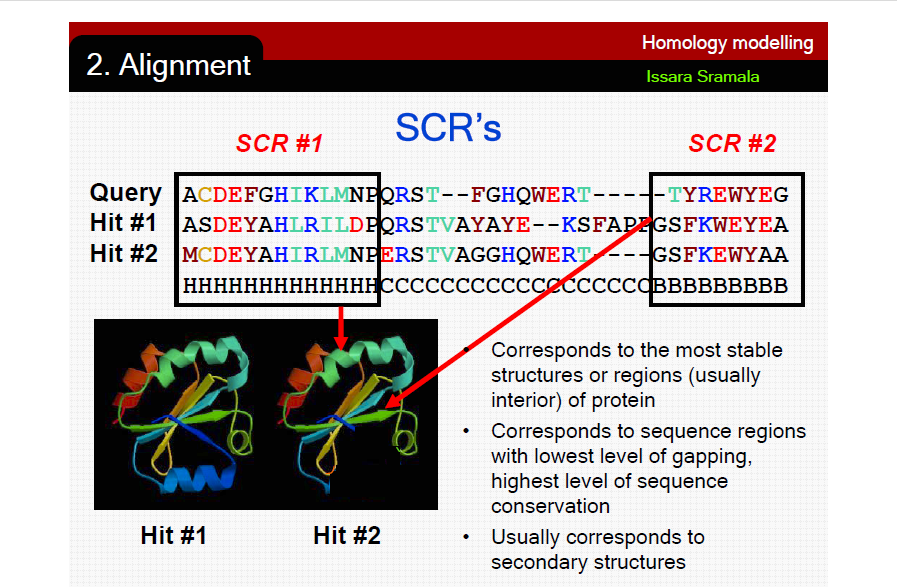 Homology modelling
2. Alignment
Issara Sramala
SCR's
SCR #1
SCR #2
Query ACDEFGHIKLMNPQRST--FGHQWERT-----TYREWYEG
Hit #1 ASDEYAHLRILDPQRSTVAYAYE--KSFAPPGSFKWEYEA
Hit #2 MCDEYAHIRLMNPERSTVAGGHQWERT----GSFKEWYAA
HHHHHHHHHHHHHCCCCCCCCCCCCCCCCCCBBBBBBBBB
• Corresponds to the most stable
structures or regions (usually
interior) of protein
• Corresponds to sequence regions
with lowest level of gapping,
highest level of sequence
conservation
• Usually corresponds to
secondary structures
Hit #1
Hit #2